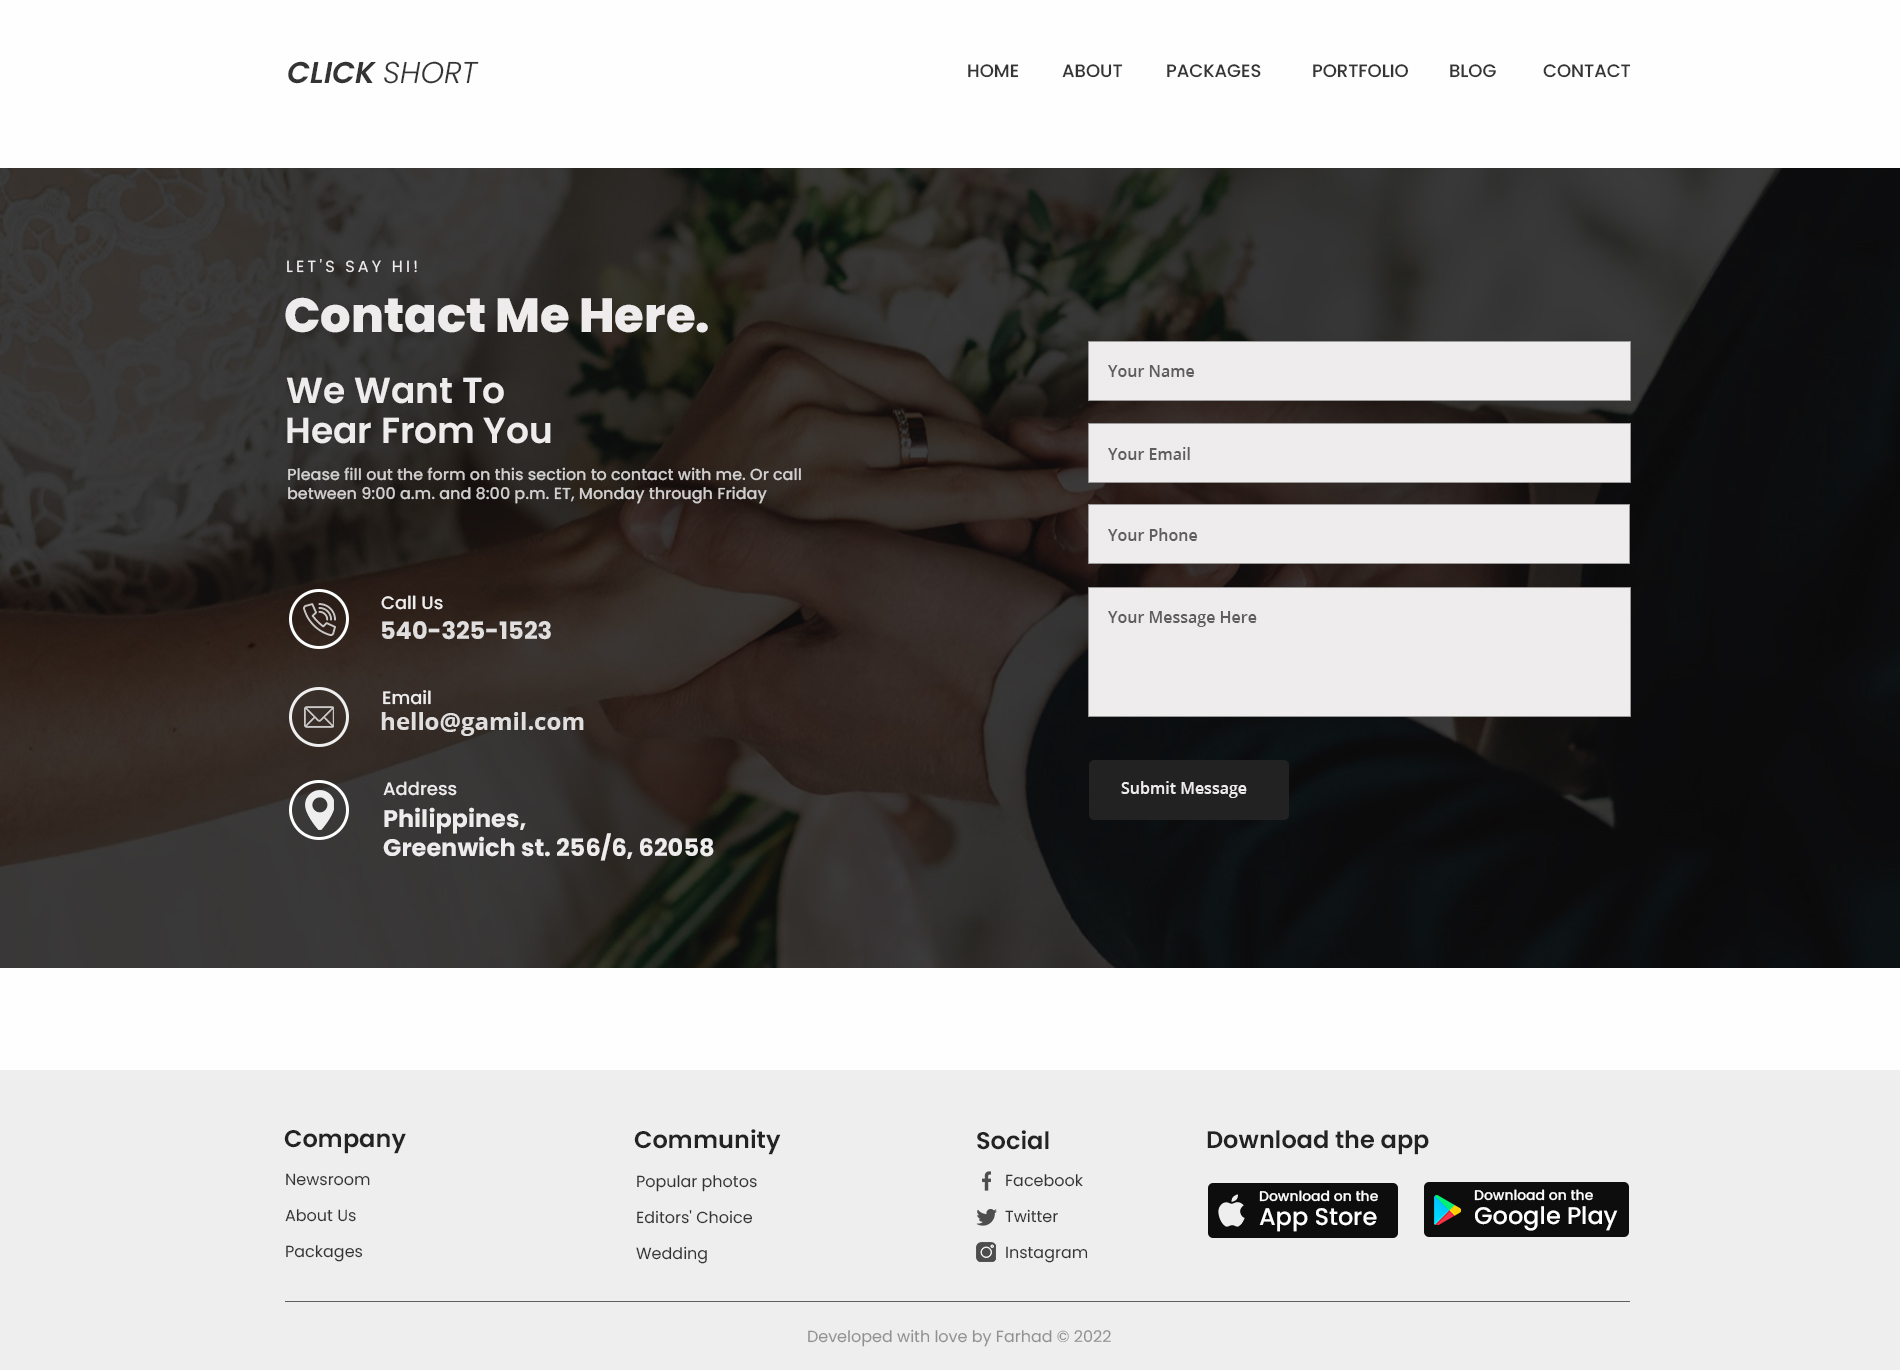 CLICK SHORT
HOME
ABOUT
PACKAGES
PORTFOLIO
BLOG
CONTACT
LET'S SAY HI!
Contact Me Here.
We Want To
Hear From You
Please fill out the form on this section to contact with me. Or call
between 9:00 a.m. and 8:00 p.m. ET, Monday through Friday
Call Us
540-325-1523
Email
hello@gamil.com
Address
Philippines,
Greenwich st. 256/6, 62058
Your Name
Your Email
Your Phone
Your Message Here
Submit Message
Company
Newsroom
About Us
Packages
Community
Popular photos
Editors' Choice
Wedding
Social
Facebook
Twitter
Instagram
Download the app
Download on the
App Store
Download on the
Google Play
Developed with love by Farhad © 2022